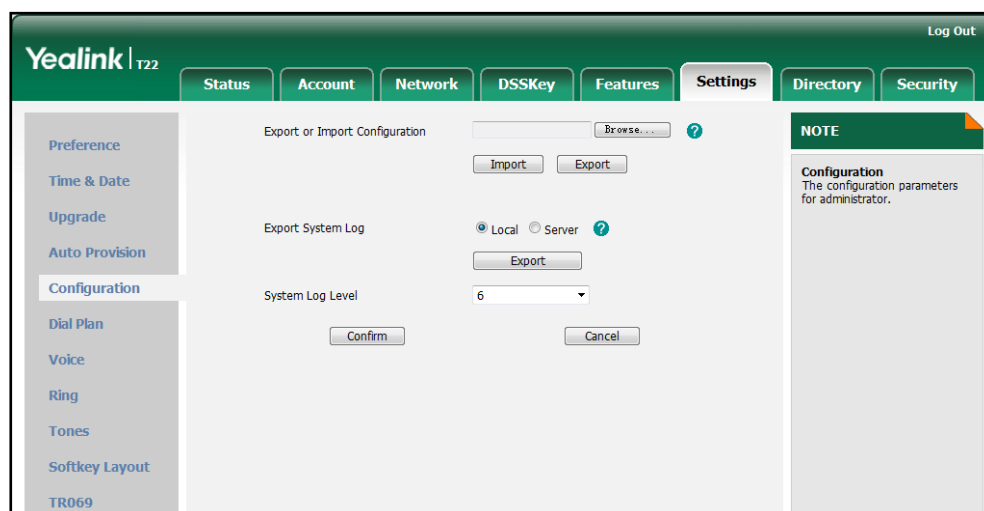 Log Out
Yealink | T22
Status Account Network DSSKey Features Settings Directory Security
Preference
Time & Date
Upgrade
Auto Provision
Configuration
Dial Plan
Voice
Ring
Tones
Softkey Layout
TR069
Export or Import Configuration Browse... ?
Import Export
Export System Log Local Server ?
Export
System Log Level 6
Confirm Cancel
NOTE
Configuration
The configuration parameters
for administrator.